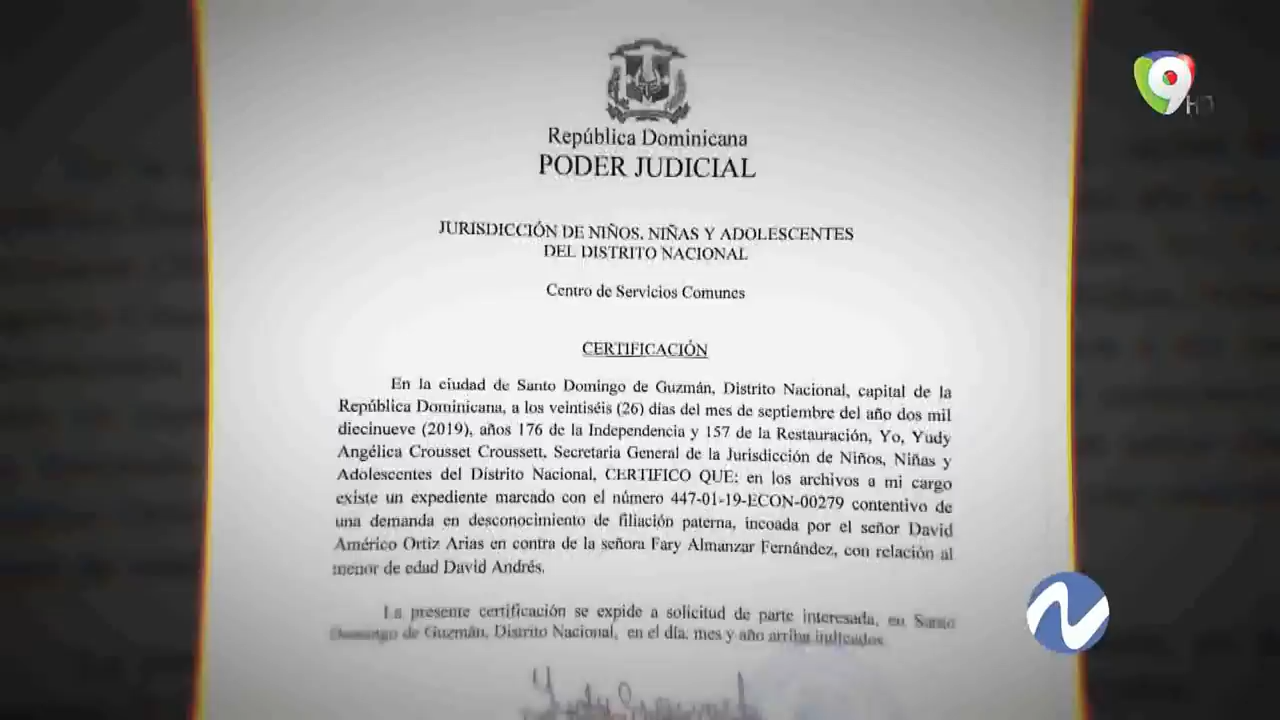 9
HD
República Dominicana
PODER JUDICIAL
JURISDICCIÓN DE NIÑOS, NIÑAS Y ADOLESCENTES
DEL DISTRITO NACIONAL
Centro de Servicios Comunes
CERTIFICACIÓN
En la ciudad de Santo Domingo de Guzmán, Distrito Nacional, capital de la
República Dominicana, a los veintiséis (26) días del mes de septiembre del año dos mil
diecinueve (2019), años 176 de la Independencia y 157 de la Restauración, Yo, Yudy
Angélica Crousset Croussett, Secretaria General de la Jurisdicción de Niños, Niñas y
Adolescentes del Distrito Nacional, CERTIFICO QUE: en los archivos a mi cargo
existe un expediente marcado con el número 447-01-19-ECON-00279 contentivo de
una demanda en desconocimiento de filiación paterna, incoada por el señor David
Américo Ortiz Arias en contra de la señora Fary Almanzar Fernández, con relación al
menor de edad David Andrés.
La presente certificación se expide a solicitud de parte interesada, en Santo
Domingo de Guzmán, Distrito Nacional, en el día, mes y año arriba indicados.